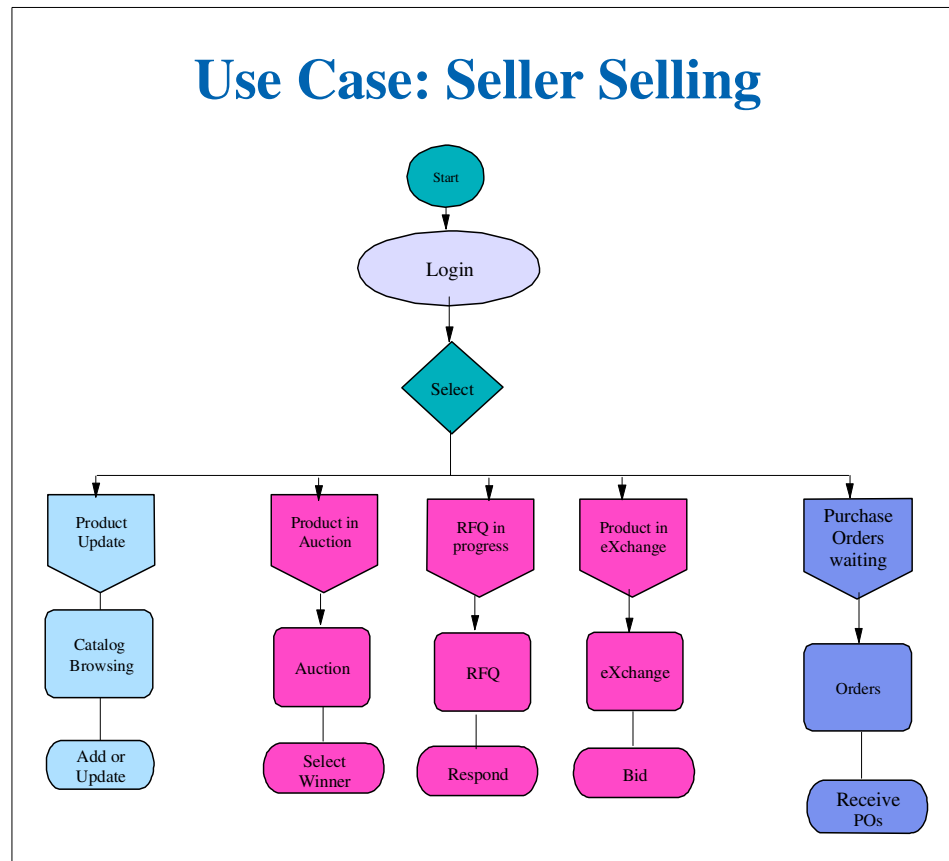 Use Case: Seller Selling
Start
Login
Select
Product
Update
Product in
Auction
RFQ in
progress
Product in
eXchange
Purchase
Orders
waiting
Catalog
Browsing
Auction
RFQ
eXchange
Orders
Add or
Update
Select
Winner
Respond
Bid
Receive
POs